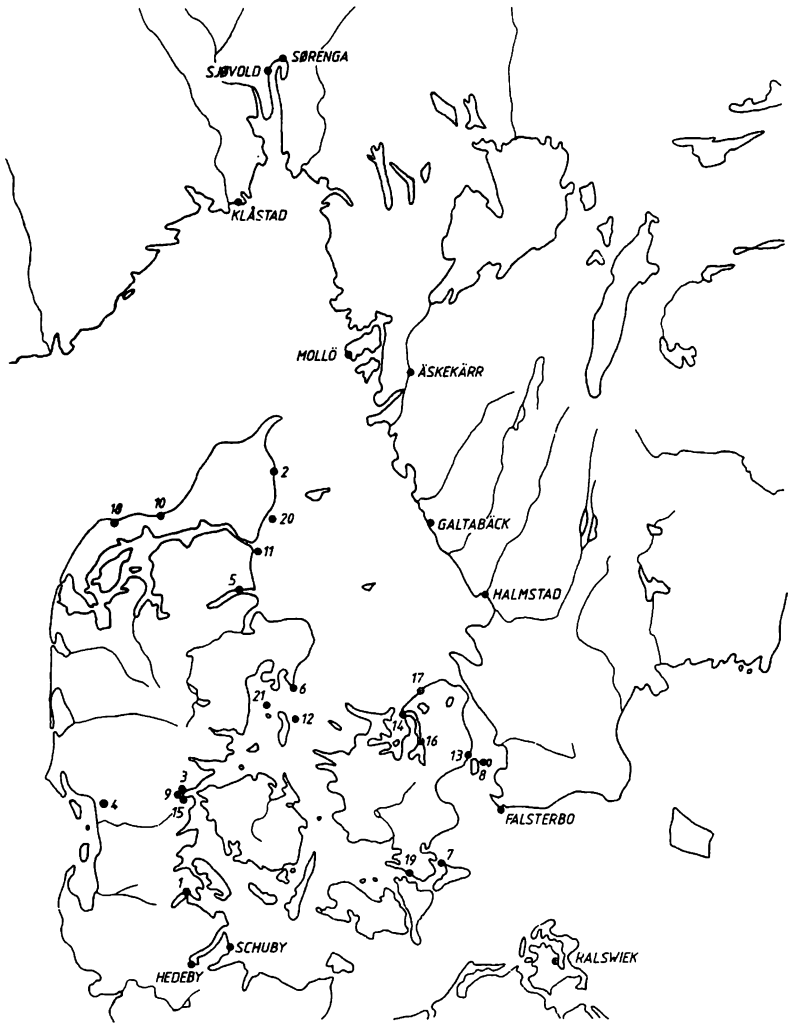 SØRENGA
SJØVOLD
KLÅSTAD
MOLLÖ
ÄSKEKÄRR
2
18
10
20
GALTABÄCK
11
5
HALMSTAD
6
17
21
12
14
16
13
8
3
9
4
15
FALSTERBO
19
7
1
SCHUBY
HEDEBY
RALSWIEK